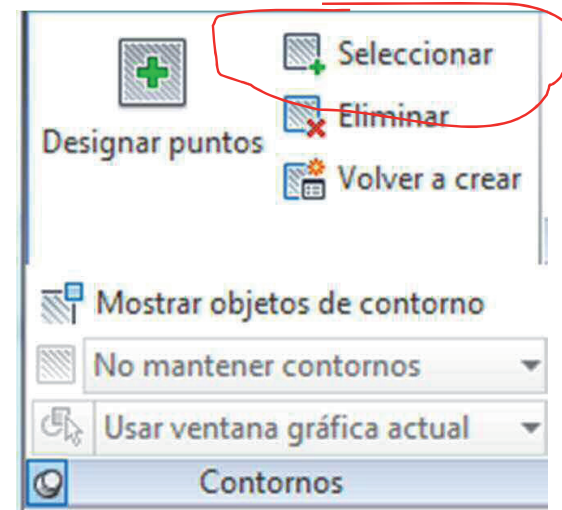 Seleccionar
Designar puntos
Eliminar
Volver a crear
Mostrar objetos de contorno
No mantener contornos
Usar ventana gráfica actual
Contornos